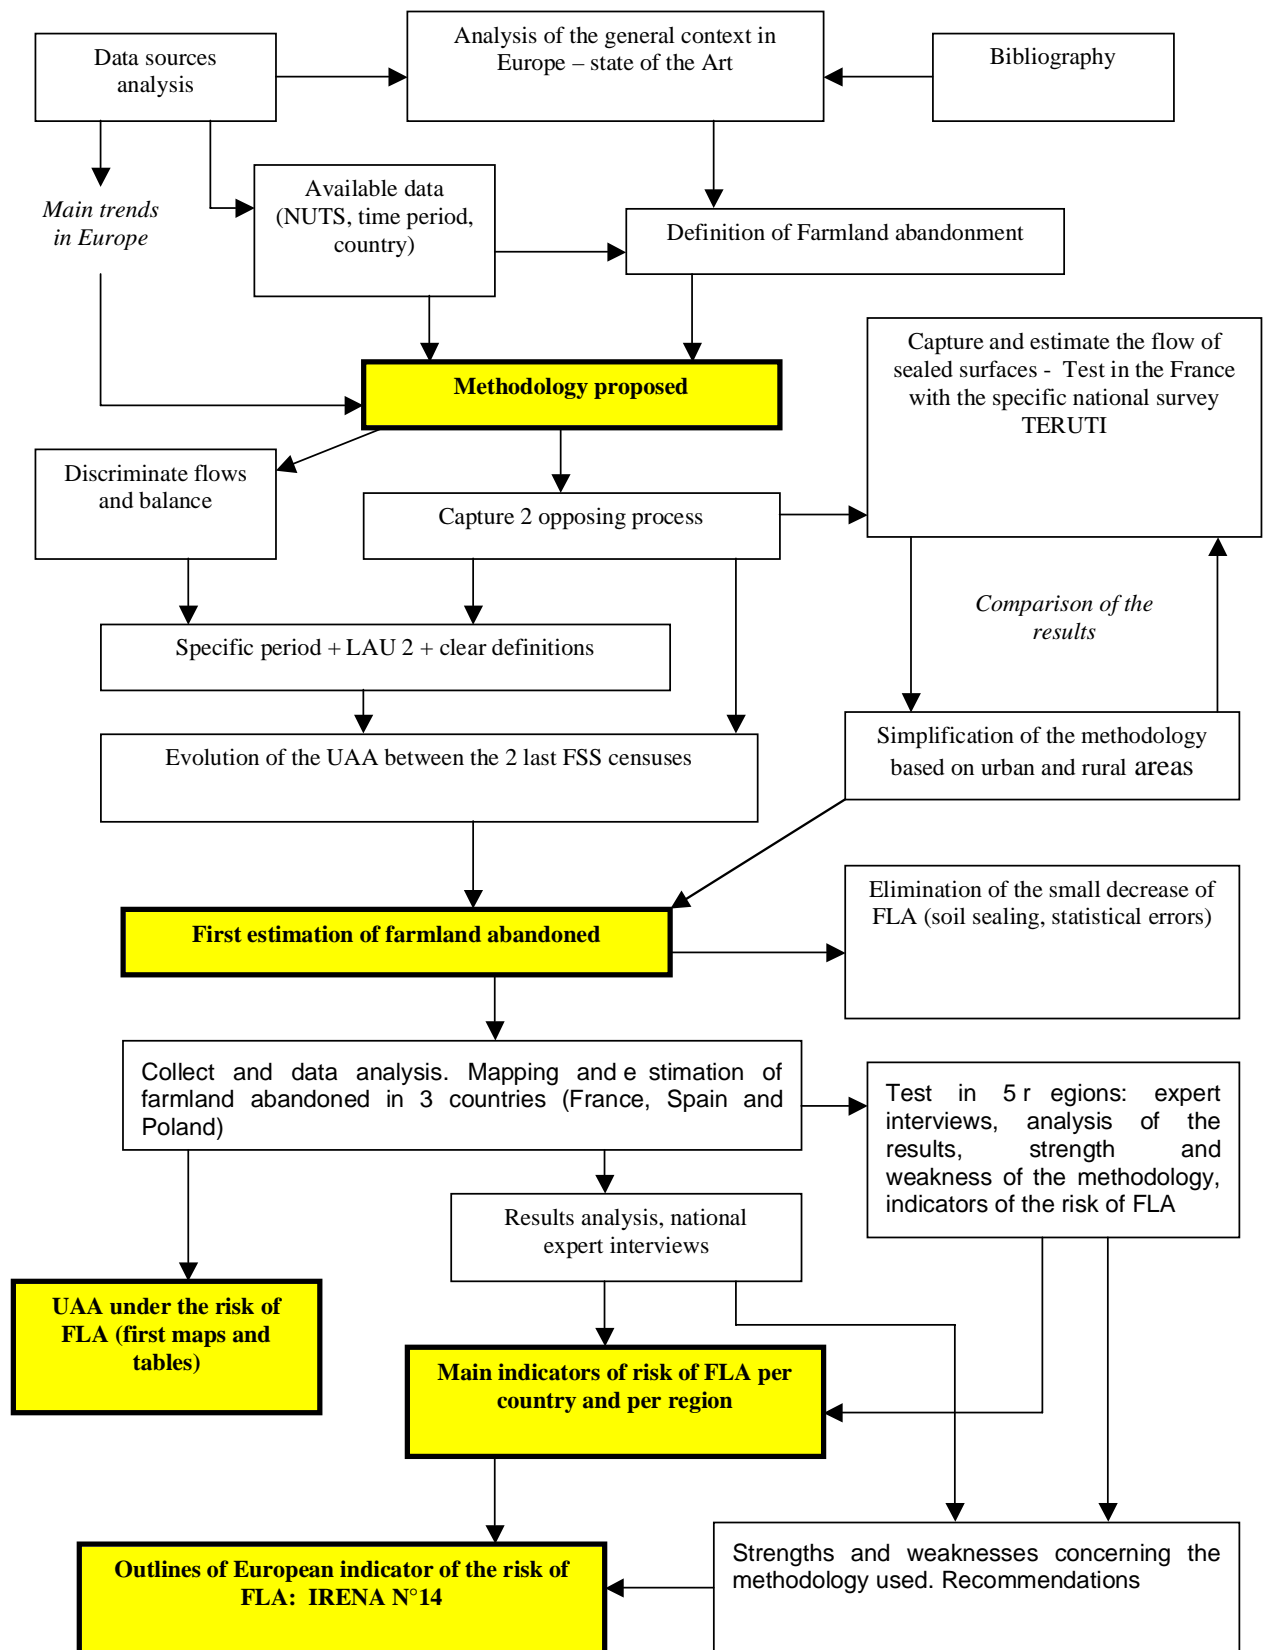 Data sources
analysis
Analysis of the general context in
Europe – state of the Art
Bibliography
Main trends
in Europe
Available data
(NUTS, time period,
country)
Definition of Farmland abandonment
Methodology proposed
Capture and estimate the flow of
sealed surfaces - Test in the France
with the specific national survey
TERUTI
Discriminate flows
and balance
Capture 2 opposing process
Comparison of the
results
Specific period + LAU 2 + clear definitions
Evolution of the UAA between the 2 last FSS censuses
Simplification of the methodology
based on urban and rural areas
Elimination of the small decrease of
FLA (soil sealing, statistical errors)
First estimation of farmland abandoned
Collect and data analysis. Mapping and e stimation of
farmland abandoned in 3 countries (France, Spain and
Poland)
Test in 5 r egions: expert
interviews, analysis of the
results, strength and
weakness of the methodology,
indicators of the risk of FLA
Results analysis, national
expert interviews
UAA under the risk of
FLA (first maps and
tables)
Main indicators of risk of FLA per
country and per region
Outlines of European indicator of the risk of
FLA: IRENA N°14
Strengths and weaknesses concerning the
methodology used. Recommendations